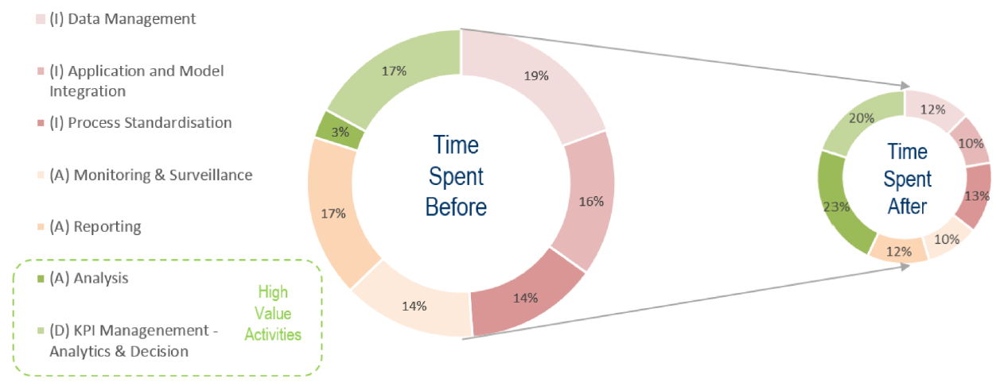 (I) Data Management
(I) Application and Model
Integration
(I) Process Standardisation
(A) Monitoring & Surveillance
(A) Reporting
(A) Analysis
(D) KPI Managenement -
Analytics & Decision
High
Value
Activities
Time
Spent
Before
19%
16%
14%
14%
17%
3%
17%
Time
Spent
After
12%
10%
13%
10%
12%
23%
20%